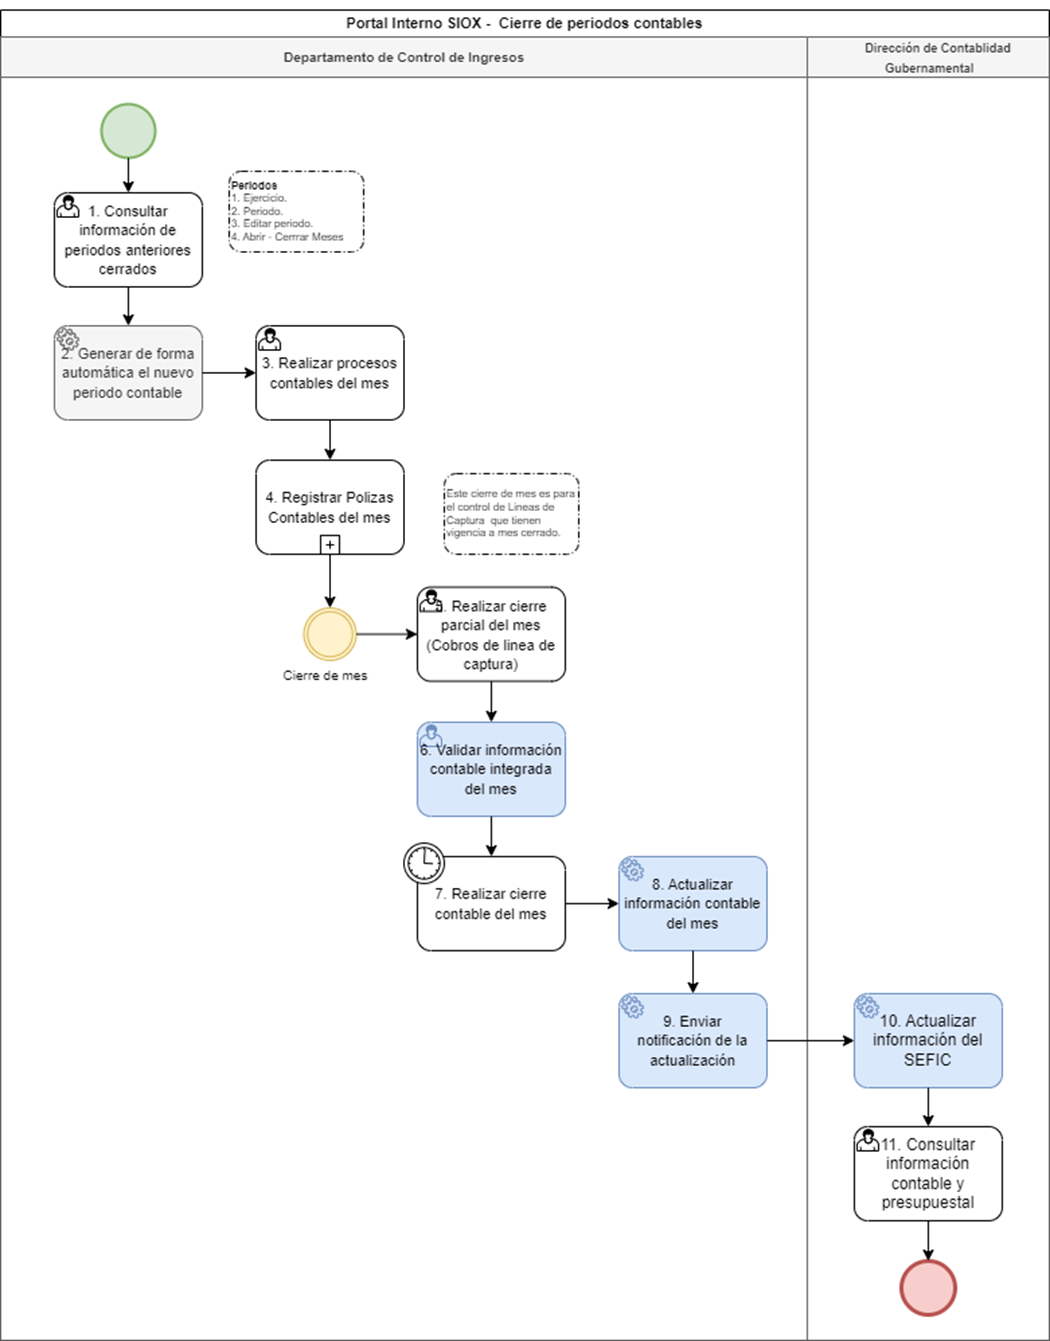 Portal Interno SIOX - Cierre de periodos contables
Departamento de Control de Ingresos
Dirección de Contablidad
Gubernamental
1. Consultar
información de
periodos anteriores
cerrados
Periodos
1. Ejercicio.
2. Periodo.
3. Editar periodo.
4. Abrir - Cerrrar Meses
2. Generar de forma
automática el nuevo
periodo contable
3. Realizar procesos
contables del mes
4. Registrar Polizas
Contables del mes
Este cierre de mes es para
el control de Lineas de
Captura que tienen
vigencia a mes cerrado.
Cierre de mes
5. Realizar cierre
parcial del mes
(Cobros de linea de
captura)
6. Validar información
contable integrada
del mes
7. Realizar cierre
contable del mes
8. Actualizar
información contable
del mes
9. Enviar
notificación de la
actualización
10. Actualizar
información del
SEFIC
11. Consultar
información
contable y
presupuestal